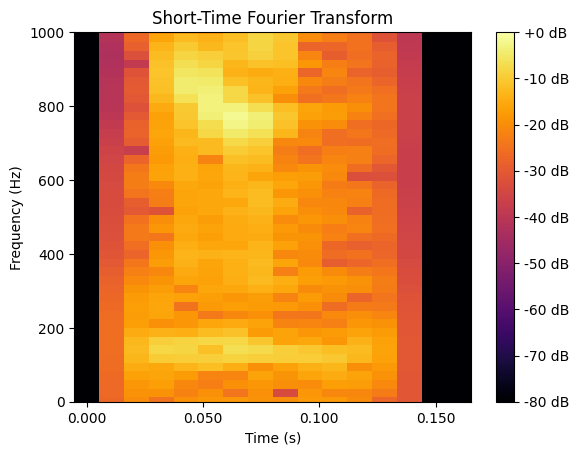 Short-Time Fourier Transform
1000
800
600
400
200
0
Frequency (Hz)
0.000
0.050
0.100
0.150
Time (s)
+0 dB
-10 dB
-20 dB
-30 dB
-40 dB
-50 dB
-60 dB
-70 dB
-80 dB